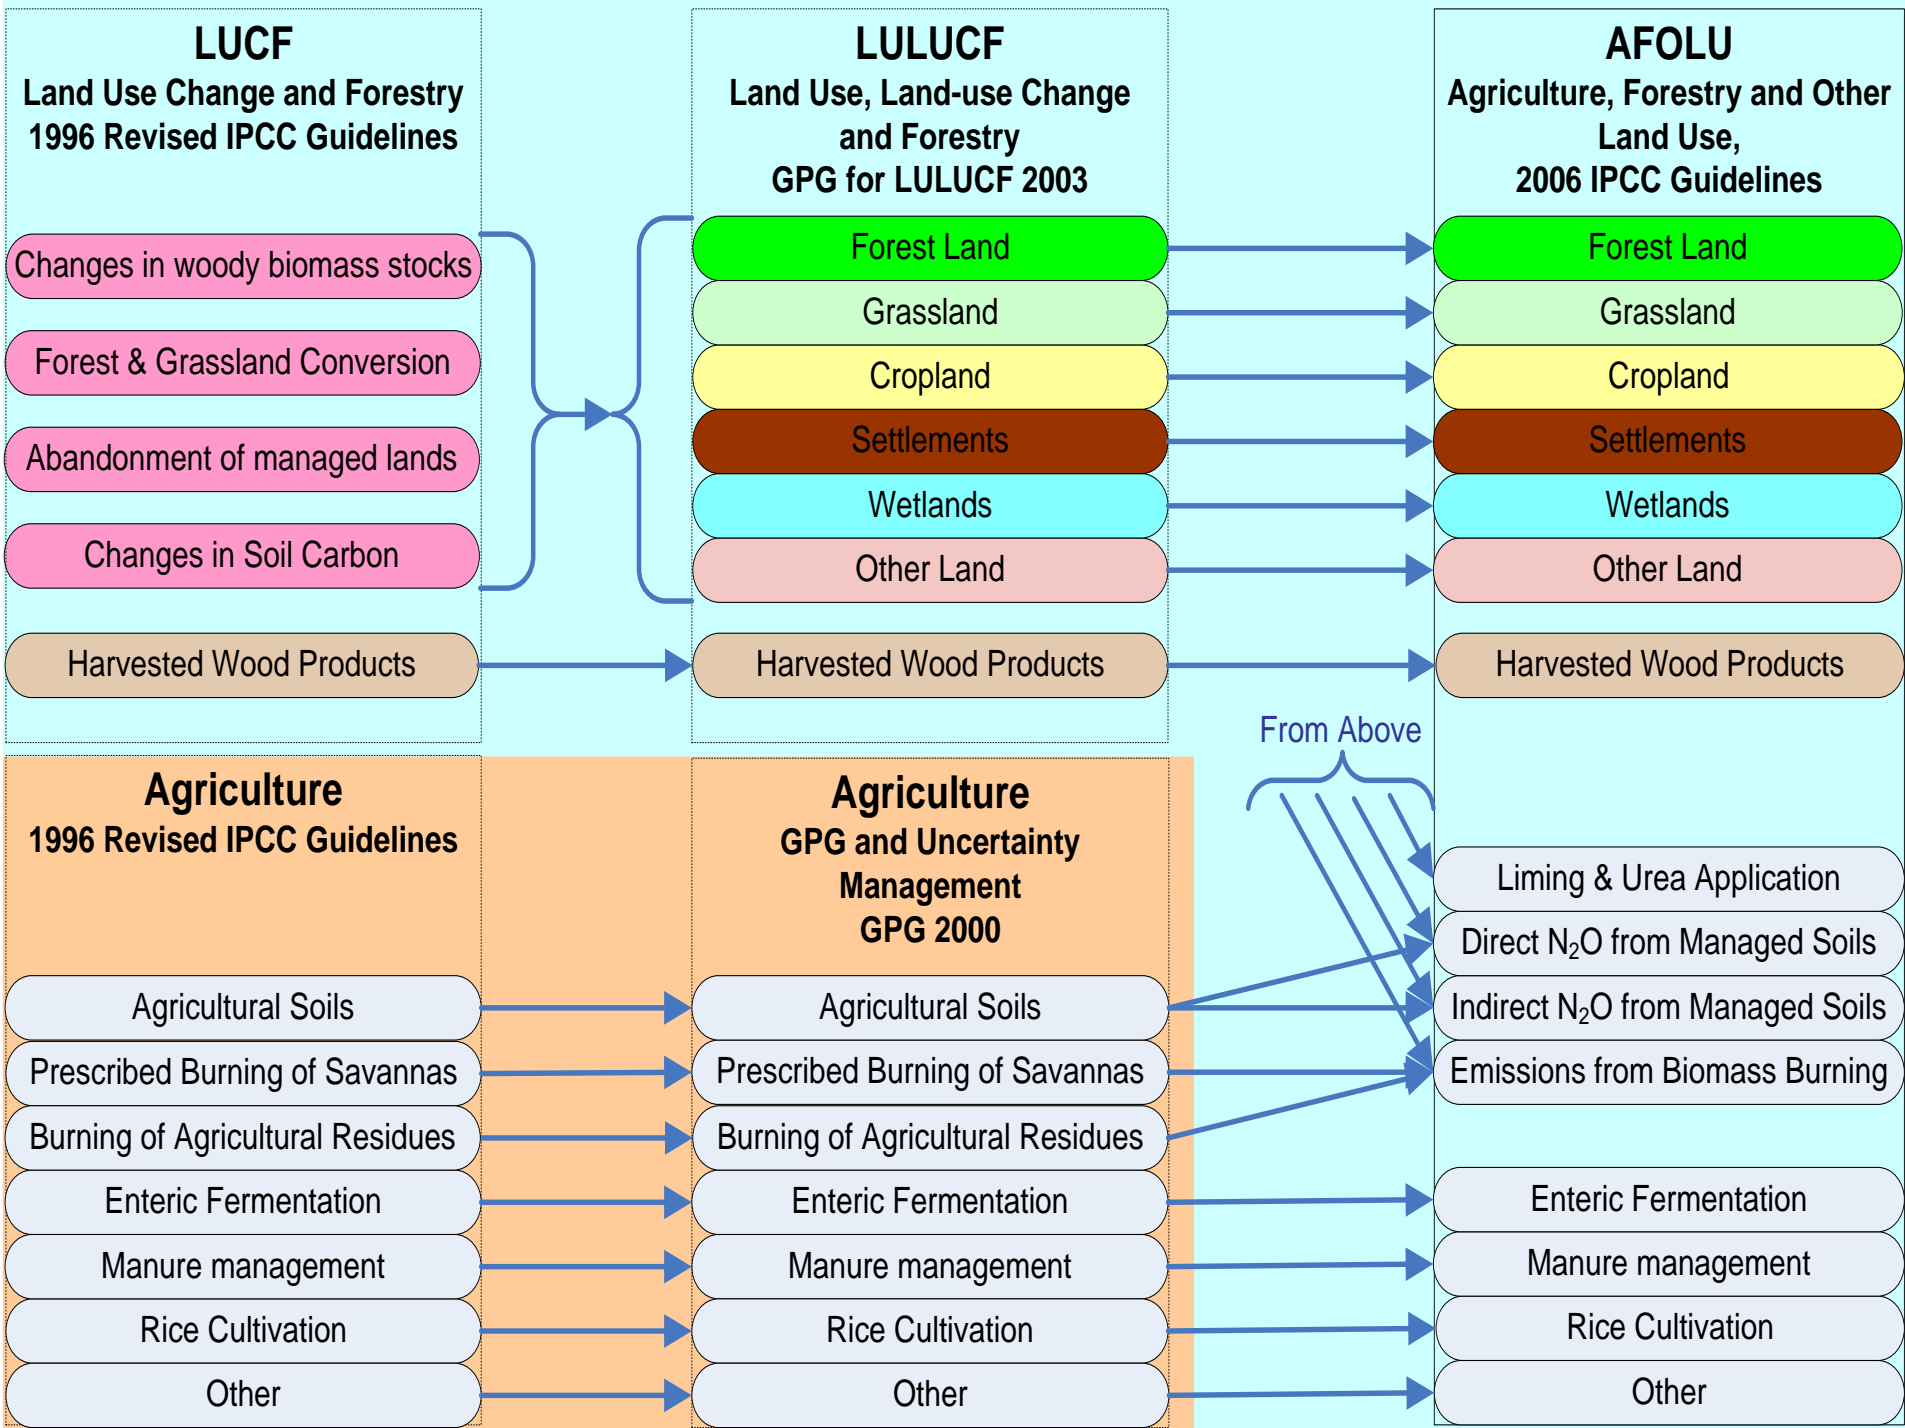 LUCF
Land Use Change and Forestry
1996 Revised IPCC Guidelines
Changes in woody biomass stocks
Forest & Grassland Conversion
Abandonment of managed lands
Changes in Soil Carbon
Harvested Wood Products
LULUCF
Land Use, Land-use Change
and Forestry
GPG for LULUCF 2003
Forest Land
Grassland
Cropland
Settlements
Wetlands
Other Land
Harvested Wood Products
AFOLU
Agriculture, Forestry and Other
Land Use,
2006 IPCC Guidelines
Forest Land
Grassland
Cropland
Settlements
Wetlands
Other Land
Harvested Wood Products
From Above
Agriculture
1996 Revised IPCC Guidelines
Agricultural Soils
Prescribed Burning of Savannas
Burning of Agricultural Residues
Enteric Fermentation
Manure management
Rice Cultivation
Other
Agriculture
GPG and Uncertainty
Management
GPG 2000
Agricultural Soils
Prescribed Burning of Savannas
Burning of Agricultural Residues
Enteric Fermentation
Manure management
Rice Cultivation
Other
Liming & Urea Application
Direct N₂O from Managed Soils
Indirect N₂O from Managed Soils
Emissions from Biomass Burning
Enteric Fermentation
Manure management
Rice Cultivation
Other